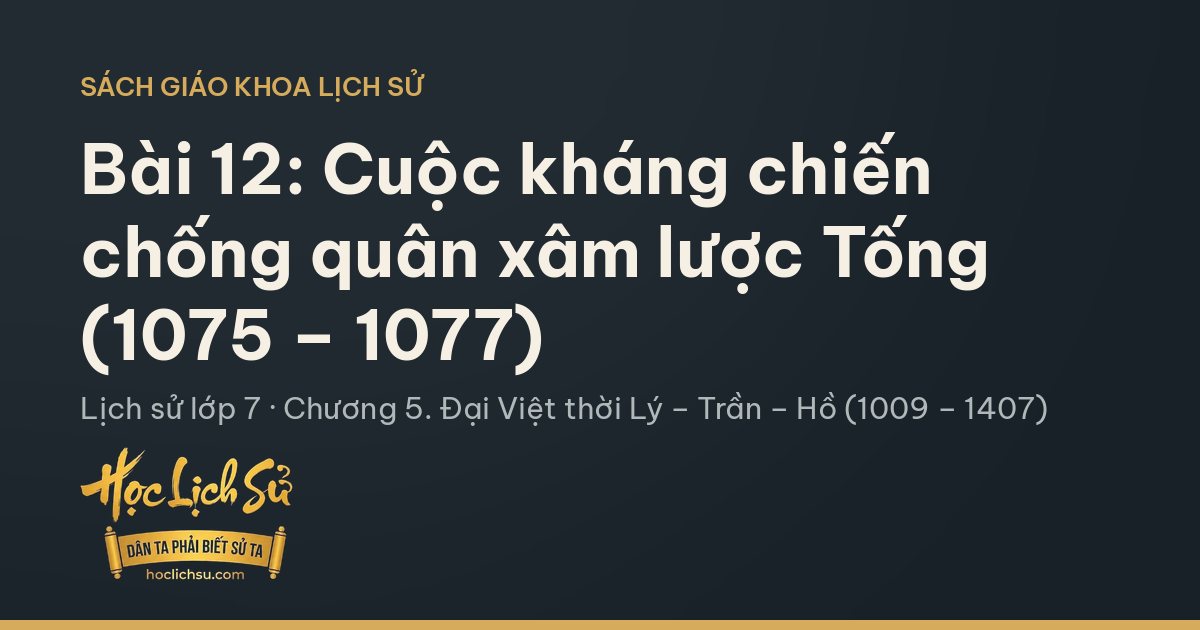 SÁCH GIÁO KHOA LỊCH SỬ
Bài 12: Cuộc kháng chiến
chống quân xâm lược Tống
(1075 – 1077)
Lịch sử lớp 7 · Chương 5. Đại Việt thời Lý – Trần – Hồ (1009 – 1407)
Học Lịch Sử
DÂN TA PHẢI BIẾT SỬ TA
hoclichsu.com